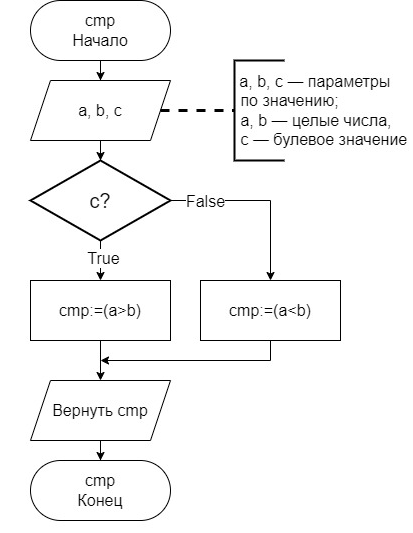 cmp
Начало
a, b, c
a, b, c — параметры
по значению;
a, b — целые числа,
c — булевое значение
c?
False
True
cmp:=(a>b)
cmp:=(a<b)
Вернуть cmp
cmp
Конец